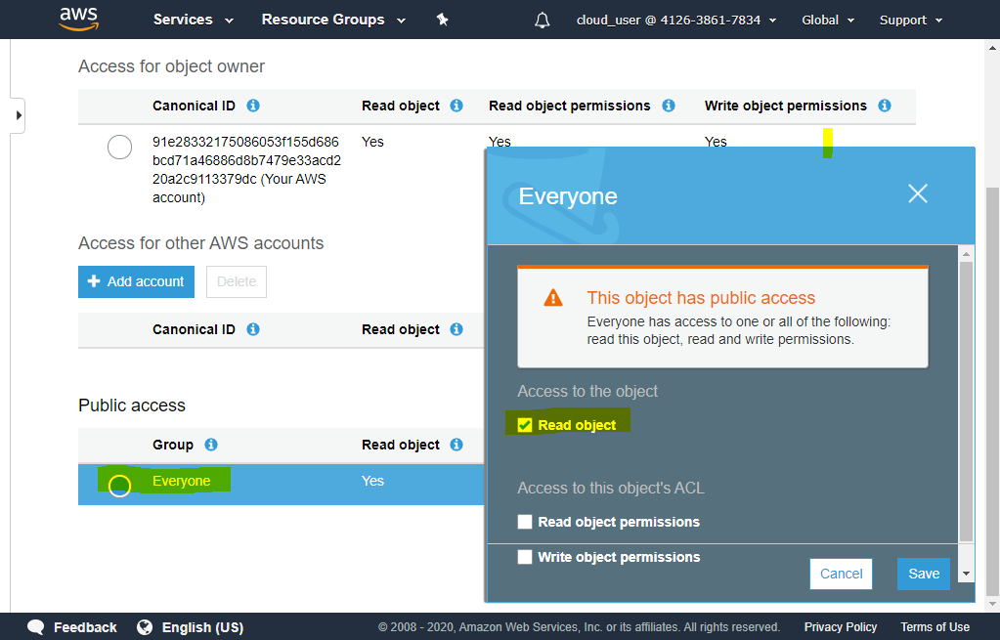 aws Services Resource Groups cloud_user @ 4126-3861-7834 Global Support
Access for object owner
Canonical ID Read object Read object permissions Write object permissions
91e28332175086053f155d686 Yes Yes Yes
bcd71a46886d8b7479e33acd2
20a2c9113379dc (Your AWS
account)
Access for other AWS accounts
Add account Delete
Canonical ID Read object
Public access
Group Read object
Everyone Yes
Everyone
This object has public access
Everyone has access to one or all of the following:
read this object, read and write permissions.
Access to the object
Read object
Access to this object's ACL
Read object permissions
Write object permissions
Cancel Save
Feedback English (US) © 2008 - 2020, Amazon Web Services, Inc. or its affiliates. All rights reserved. Privacy Policy Terms of Use